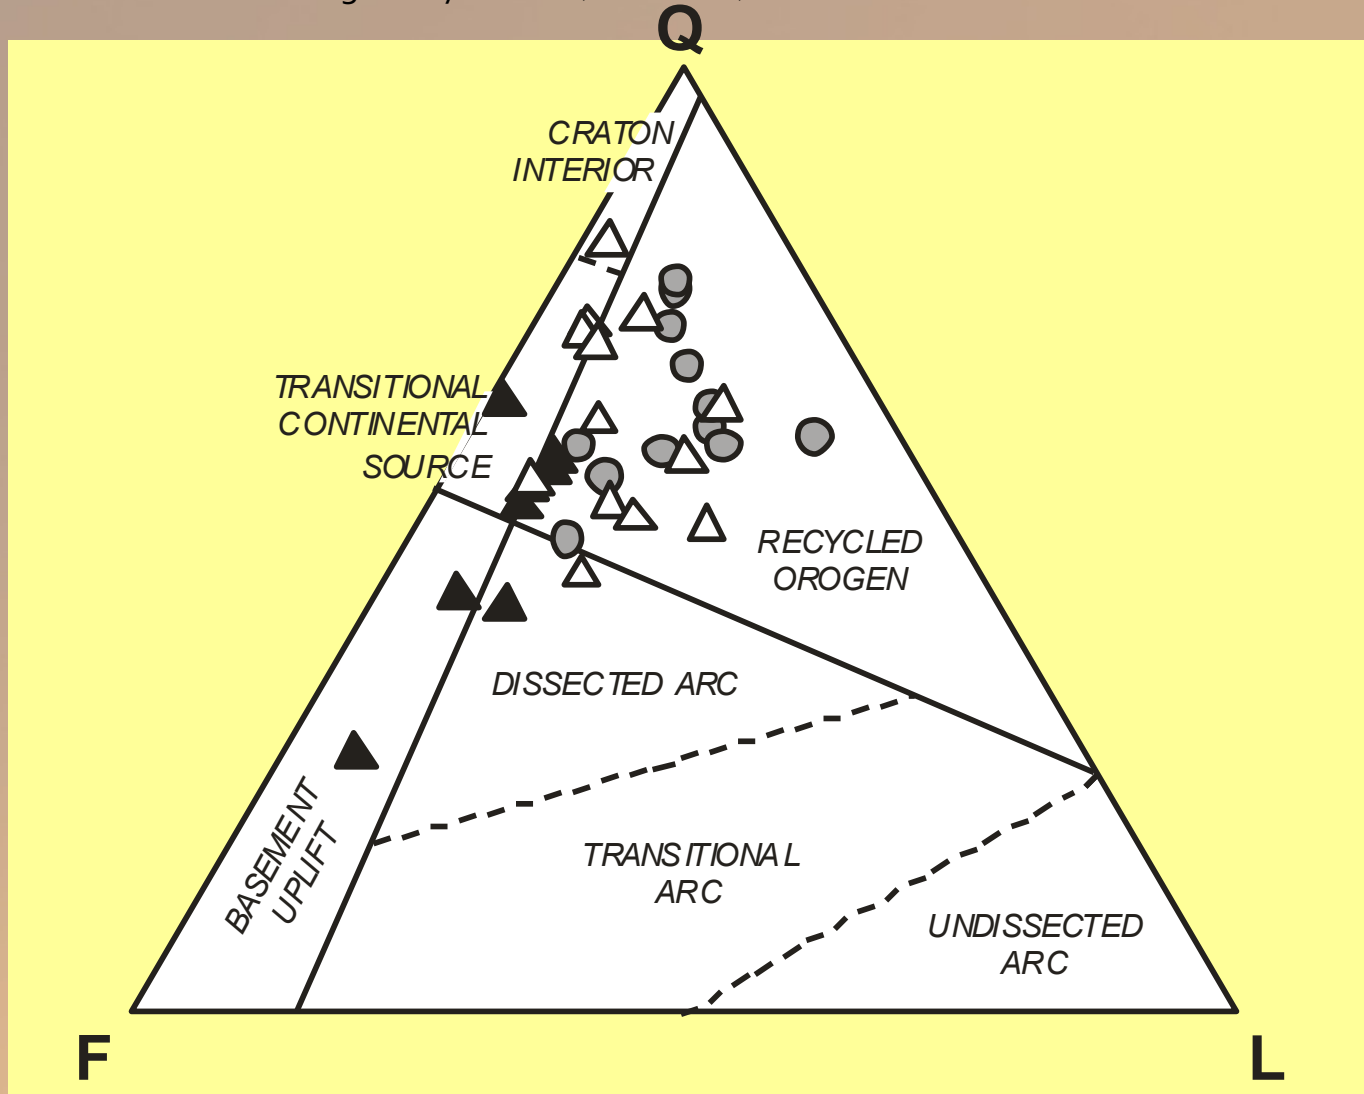 Q
CRATON
INTERIOR
TRANSITIONAL
CONTINENTAL
SOURCE
RECYCLED
OROGEN
DISSECTED ARC
BASEMENT
UPLIFT
TRANSITIONAL
ARC
UNDISSECTED
ARC
F
L